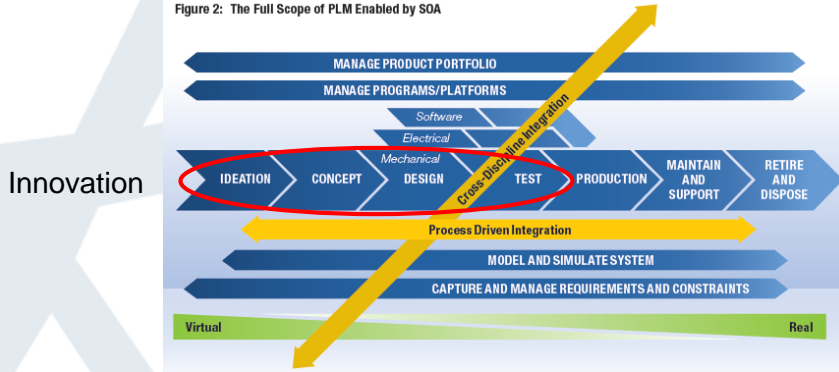 Figure 2: The Full Scope of PLM Enabled by SOA
MANAGE PRODUCT PORTFOLIO
MANAGE PROGRAMS/PLATFORMS
Software
Electrical
Mechanical
Cross-Discipline Integration
Innovation
IDEATION
CONCEPT
DESIGN
TEST
PRODUCTION
MAINTAIN
AND
SUPPORT
RETIRE
AND
DISPOSE
Process Driven Integration
MODEL AND SIMULATE SYSTEM
CAPTURE AND MANAGE REQUIREMENTS AND CONSTRAINTS
Virtual
Real